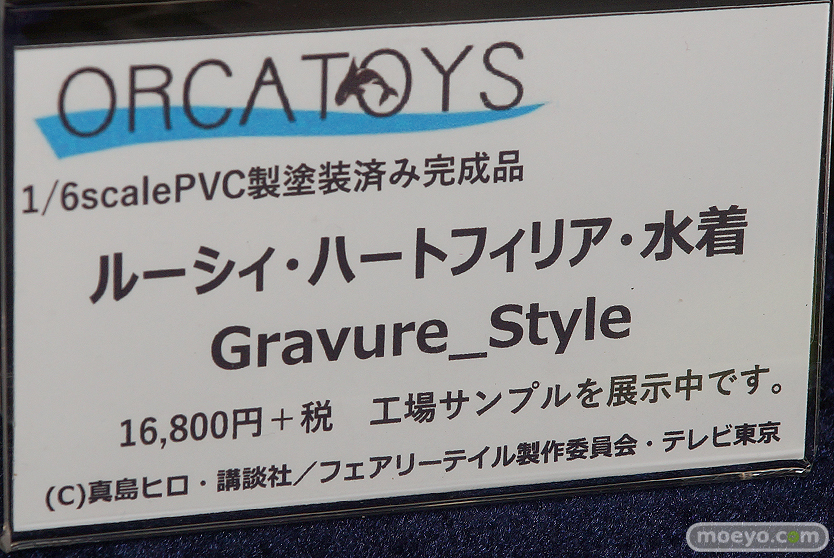 ORCATOYS
1/6scalePVC製塗装済み完成品
ルーシィ・ハートフィリア・水着
Gravure_Style
16,800円＋税　工場サンプルを展示中です。
(C)真島ヒロ・講談社／フェアリーテイル製作委員会・テレビ東京
moeyo.com